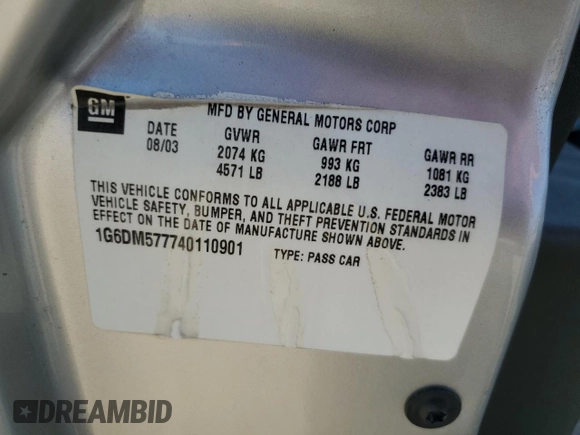 GM
MFD BY GENERAL MOTORS CORP
DATE GVWR GAWR FRT GAWR RR
08/03 2074 KG 993 KG 1081 KG
4571 LB 2188 LB 2383 LB
THIS VEHICLE CONFORMS TO ALL APPLICABLE U.S. FEDERAL MOTOR
VEHICLE SAFETY, BUMPER, AND THEFT PREVENTION STANDARDS IN
EFFECT ON THE DATE OF MANUFACTURE SHOWN ABOVE.
1G6DM577740110901 TYPE: PASS CAR
DREAMBID